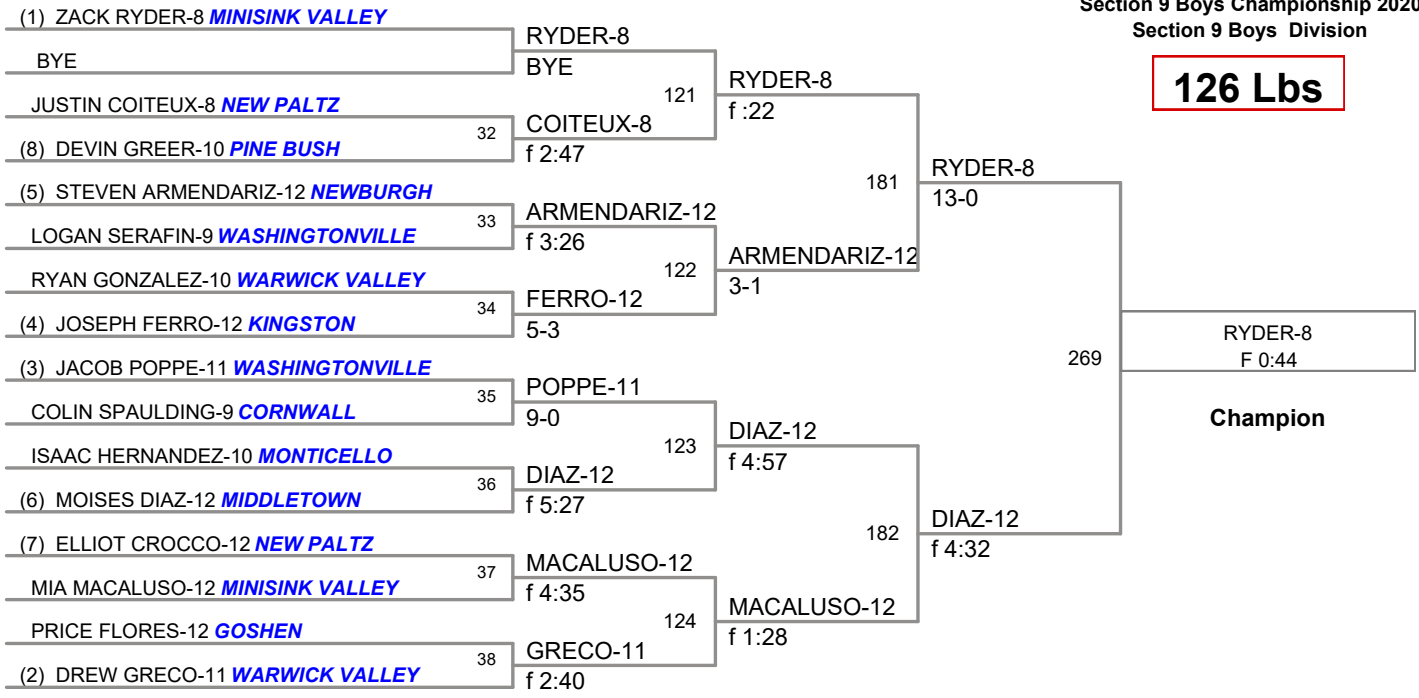 Section 9 Boys Championship 2020
Section 9 Boys Division
126 Lbs
(1) ZACK RYDER-8 MINISINK VALLEY
BYE
JUSTIN COITEUX-8 NEW PALTZ
(8) DEVIN GREER-10 PINE BUSH
(5) STEVEN ARMENDARIZ-12 NEWBURGH
LOGAN SERAFIN-9 WASHINGTONVILLE
RYAN GONZALEZ-10 WARWICK VALLEY
(4) JOSEPH FERRO-12 KINGSTON
(3) JACOB POPPE-11 WASHINGTONVILLE
COLIN SPAULDING-9 CORNWALL
ISAAC HERNANDEZ-10 MONTICELLO
(6) MOISES DIAZ-12 MIDDLETOWN
(7) ELLIOT CROCCO-12 NEW PALTZ
MIA MACALUSO-12 MINISINK VALLEY
PRICE FLORES-12 GOSHEN
(2) DREW GRECO-11 WARWICK VALLEY
32
33
34
35
36
37
38
RYDER-8
BYE
COITEUX-8
f 2:47
ARMENDARIZ-12
f 3:26
FERRO-12
5-3
POPPE-11
9-0
DIAZ-12
f 5:27
MACALUSO-12
f 4:35
GRECO-11
f 2:40
121
122
123
124
RYDER-8
f :22
ARMENDARIZ-12
3-1
DIAZ-12
f 4:57
MACALUSO-12
f 1:28
181
182
RYDER-8
13-0
DIAZ-12
f 4:32
269
RYDER-8
F 0:44
Champion